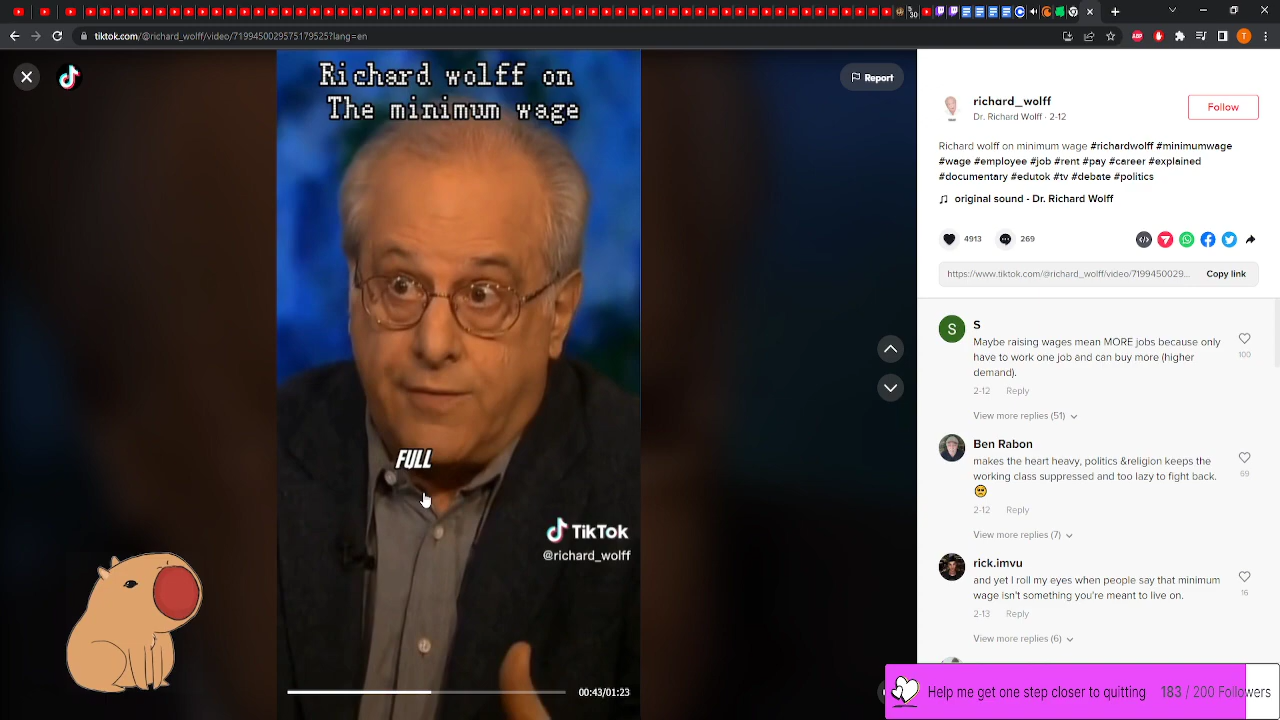 30
T
tiktok.com/@richard_wolff/video/7199450029575179525?lang=en
Richard wolff on
The minimum wage
FULL
TikTok
@richard_wolff
00:43/01:23
Report
richard_wolff
Dr. Richard Wolff · 2-12
Follow
Richard wolff on minimum wage #richardwolff #minimumwage
#wage #employee #job #rent #pay #career #explained
#documentary #edutok #tv #debate #politics
original sound - Dr. Richard Wolff
4913
269
https://www.tiktok.com/@richard_wolff/video/7199450029...
Copy link
S
S
Maybe raising wages mean MORE jobs because only
have to work one job and can buy more (higher
demand).
100
2-12 Reply
View more replies (51)
Ben Rabon
makes the heart heavy, politics &religion keeps the
working class suppressed and too lazy to fight back.
69
2-12 Reply
View more replies (7)
rick.imvu
and yet I roll my eyes when people say that minimum
wage isn't something you're meant to live on.
16
2-13 Reply
View more replies (6)
Help me get one step closer to quitting 183 / 200 Followers